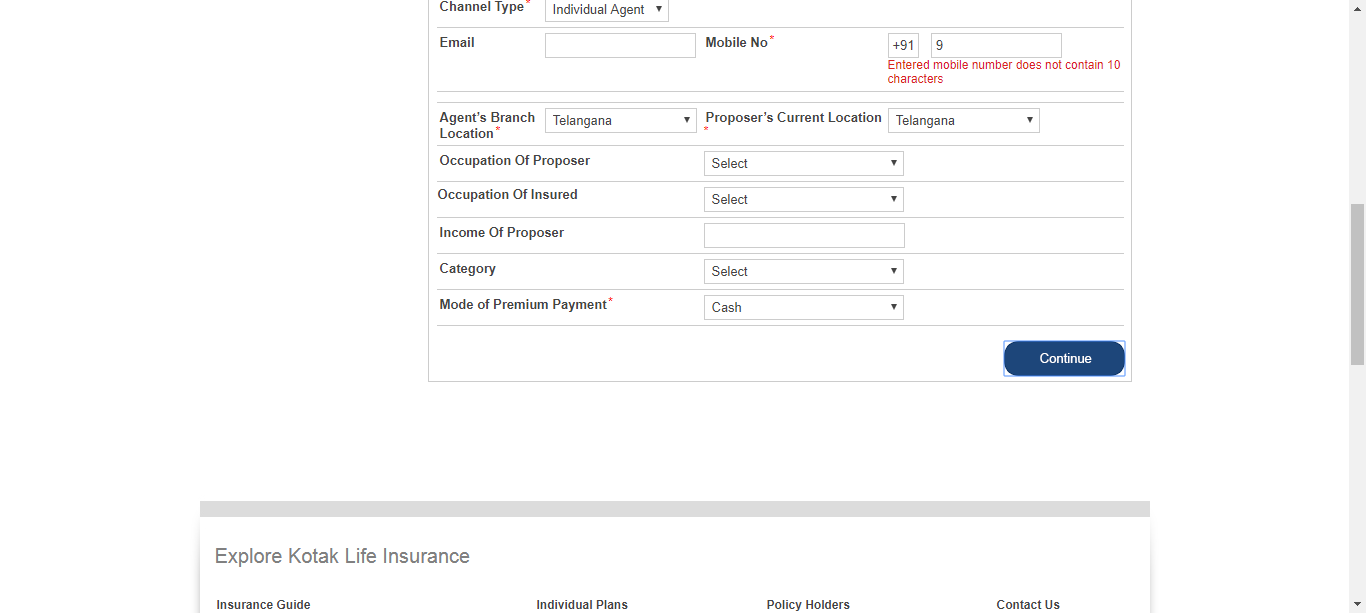 Channel Type* Individual Agent
Email Mobile No* +91 9
Entered mobile number does not contain 10
characters
Agent's Branch Telangana Proposer's Current Location Telangana
Location* *
Occupation Of Proposer Select
Occupation Of Insured Select
Income Of Proposer
Category Select
Mode of Premium Payment* Cash
Continue
Explore Kotak Life Insurance
Insurance Guide Individual Plans Policy Holders Contact Us